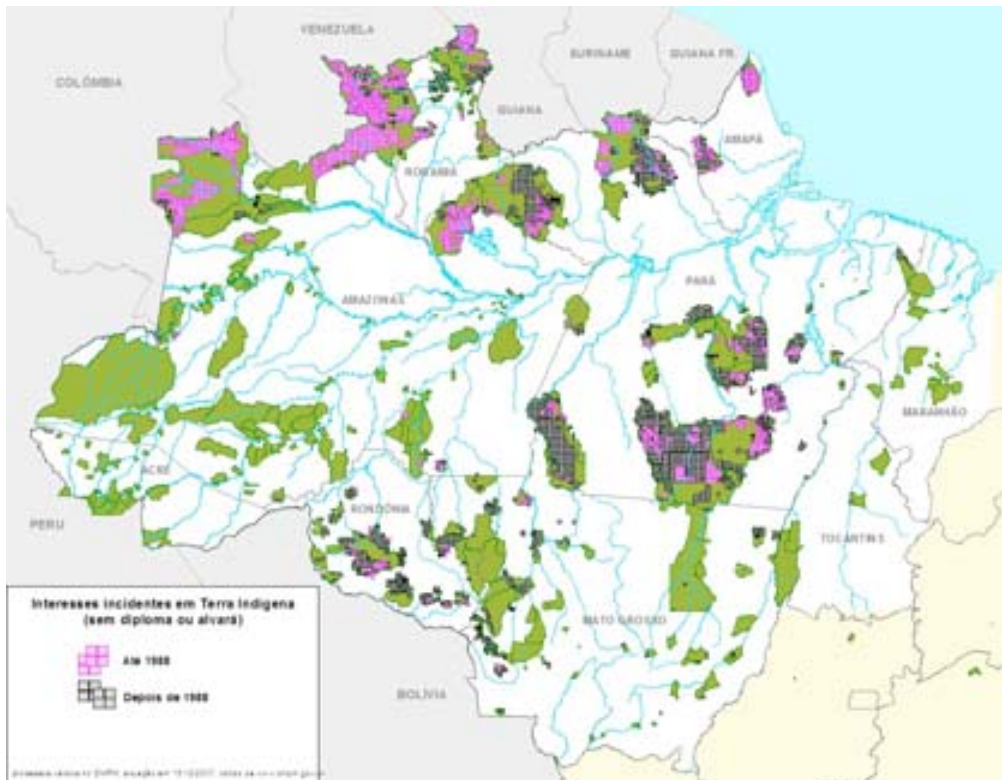 VENEZUELA
SURINAME
GUIANA FR.
COLÔMBIA
GUIANA
AMAPÁ
RORAIMA
AMAZONAS
PARÁ
MARANHÃO
ACRE
RONDÔNIA
PERU
TOCANTINS
MATO GROSSO
BOLÍVIA
Interesses incidentes em Terra Indígena
(sem diploma ou alvará)
Até 1988
Depois de 1988